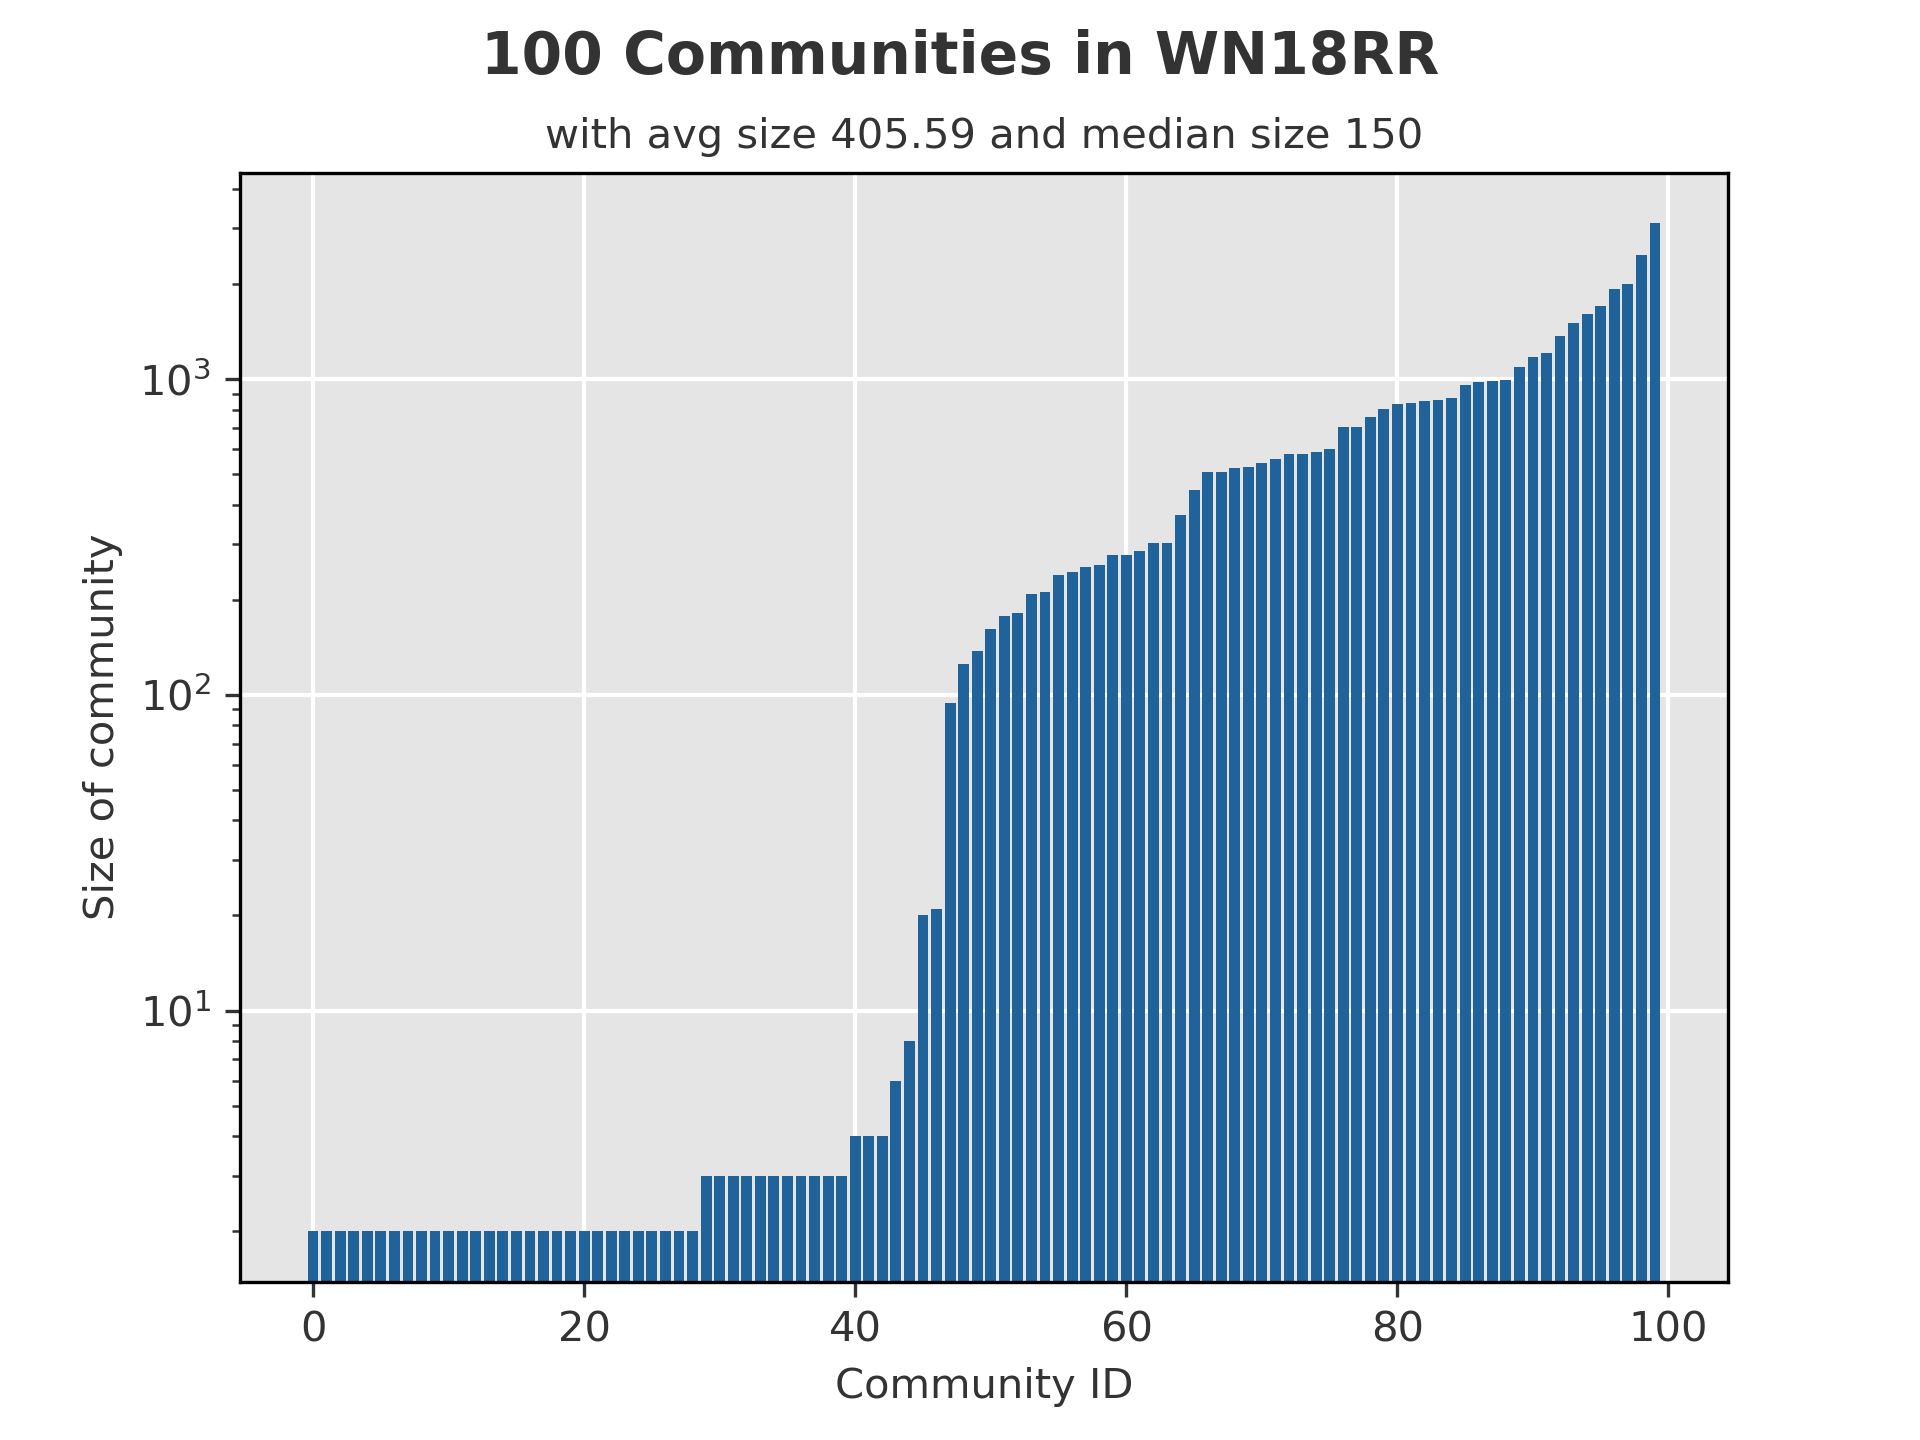 100 Communities in WN18RR
with avg size 405.59 and median size 150
10³
10²
10¹
Size of community
0 20 40 60 80 100
Community ID